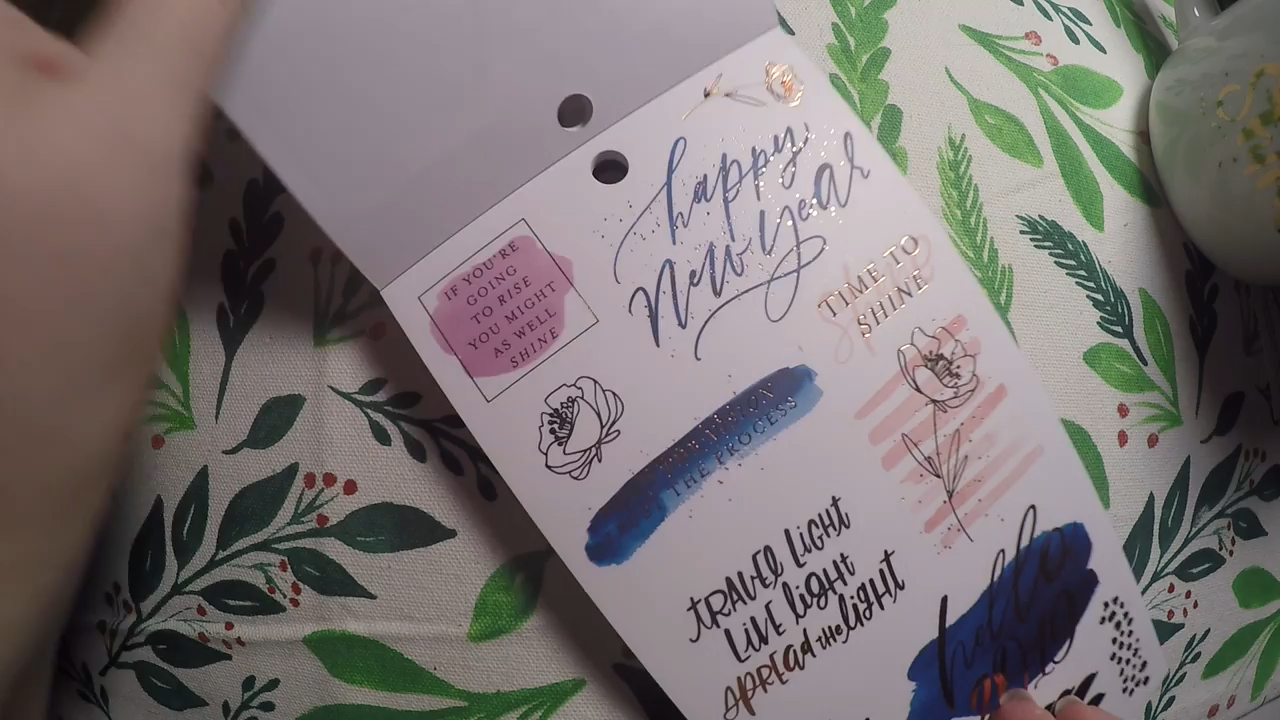 happy
New Year
IF YOU'RE
GOING
TO RISE
YOU MIGHT
AS WELL
SHINE
TIME TO
SHINE
THE PROCESS
TRAVEL LIGHT
LIVE LIGHT
SPREAD THE LIGHT
hello